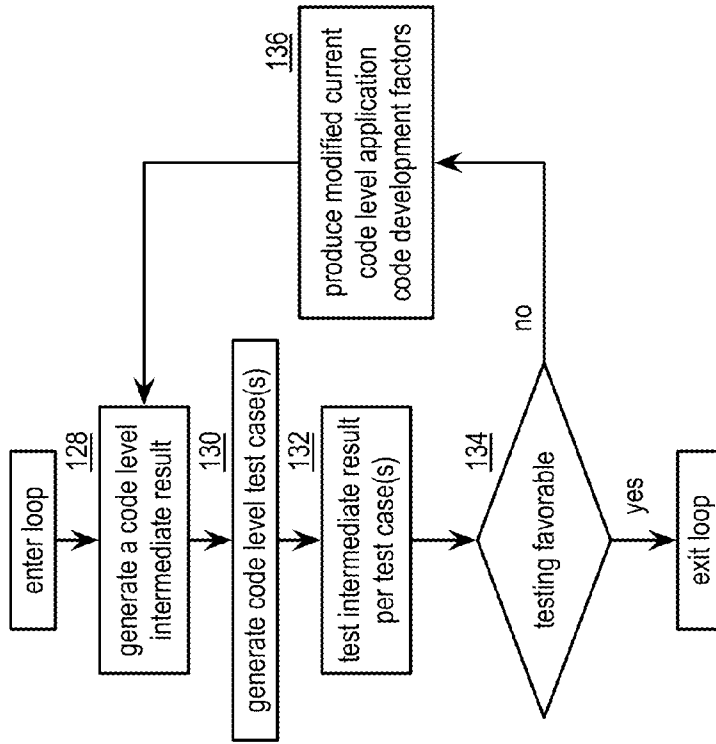 enter loop
128
generate a code level
intermediate result
130
generate code level test case(s)
132
test intermediate result
per test case(s)
134
testing favorable
yes
exit loop
no
136
produce modified current
code level application
code development factors